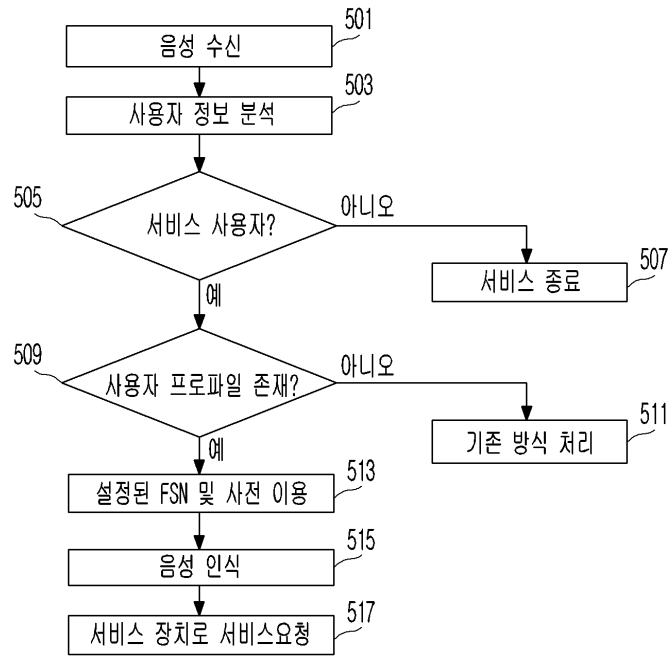 501
음성 수신
503
사용자 정보 분석
505
서비스 사용자?
아니오
507
서비스 종료
예
509
사용자 프로파일 존재?
아니오
511
기존 방식 처리
예
513
설정된 FSN 및 사전 이용
515
음성 인식
517
서비스 장치로 서비스요청